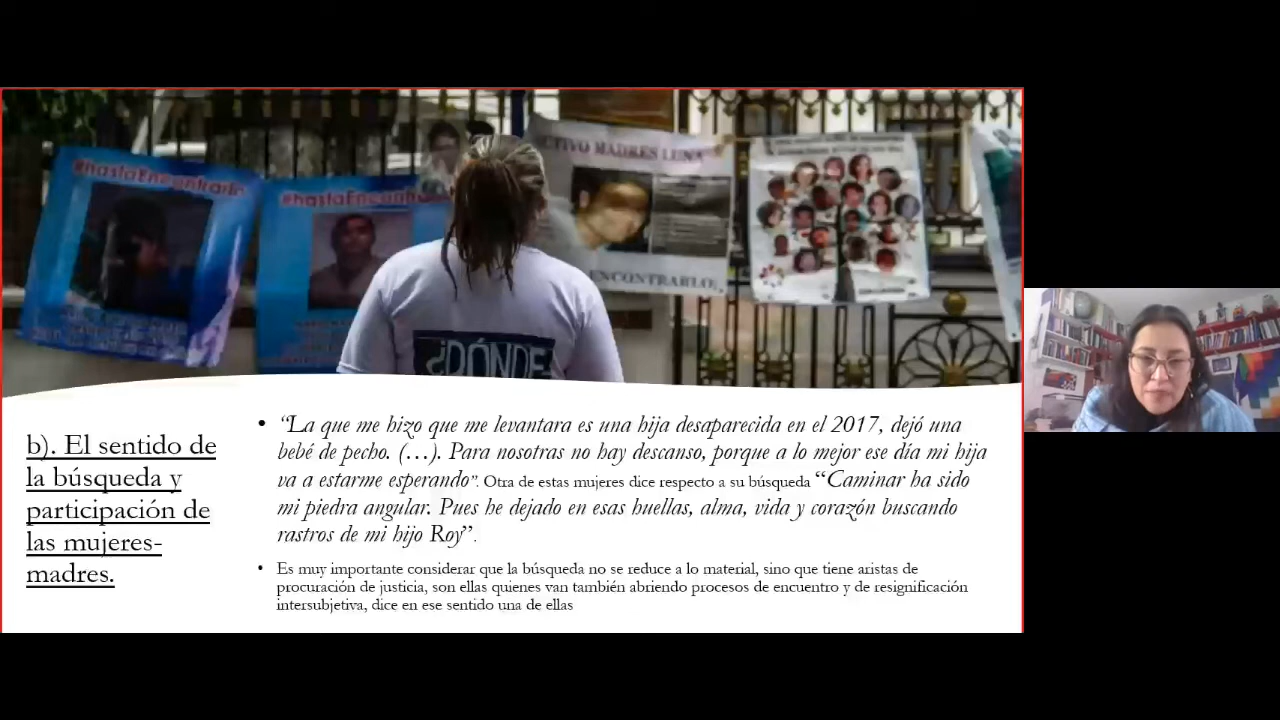 #hastaEncontrarlo
#hastaEncontr
CTIVO MADRES LUNA
ENCONTRARLO
¿DÓNDE
b). El sentido de
la búsqueda y
participación de
las mujeres-
madres.
• “La que me hizo que me levantara es una hija desaparecida en el 2017, dejó una
bebé de pecho. (…). Para nosotras no hay descanso, porque a lo mejor ese día mi hija
va a estarme esperando”. Otra de estas mujeres dice respecto a su búsqueda “Caminar ha sido
mi piedra angular. Pues he dejado en esas huellas, alma, vida y corazón buscando
rastros de mi hijo Roy”.
• Es muy importante considerar que la búsqueda no se reduce a lo material, sino que tiene aristas de
procuración de justicia, son ellas quienes van también abriendo procesos de encuentro y de resignificación
intersubjetiva, dice en ese sentido una de ellas